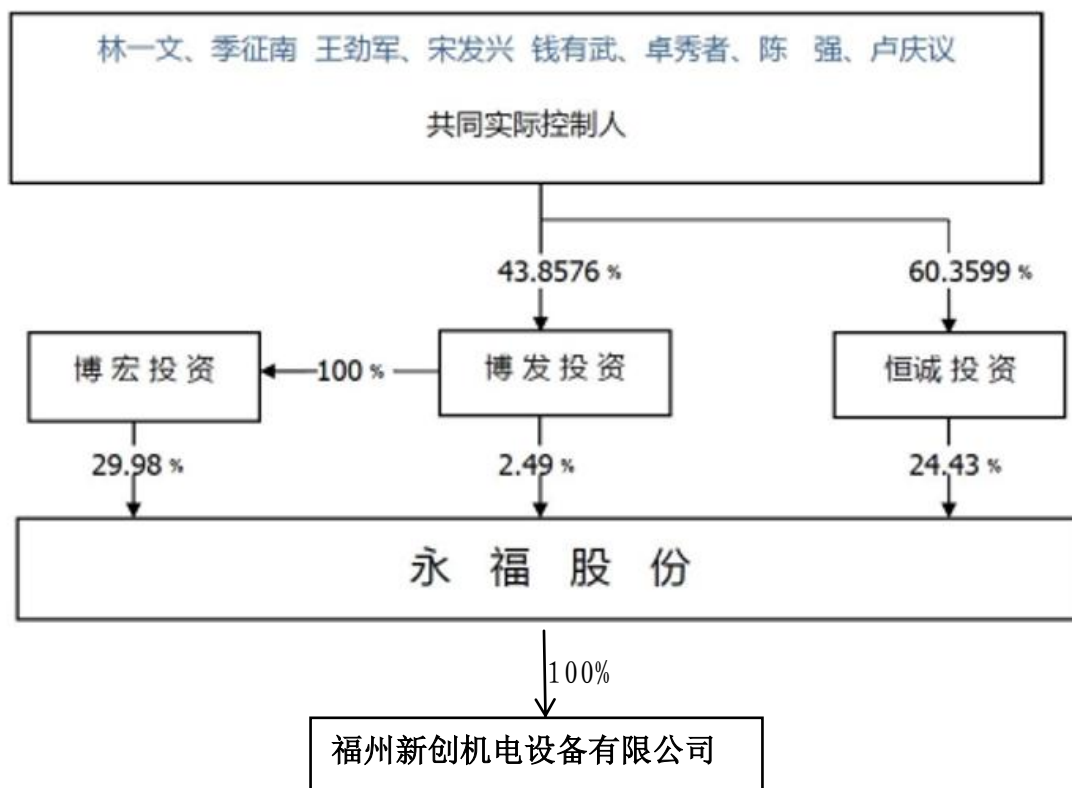 林一文、季征南 王劲军、宋发兴 钱有武、卓秀者、陈 强、卢庆议
共同实际控制人
43.8576 %
60.3599 %
博宏投资
100 %
博发投资
恒诚投资
29.98 %
2.49 %
24.43 %
永福股份
100%
福州新创机电设备有限公司